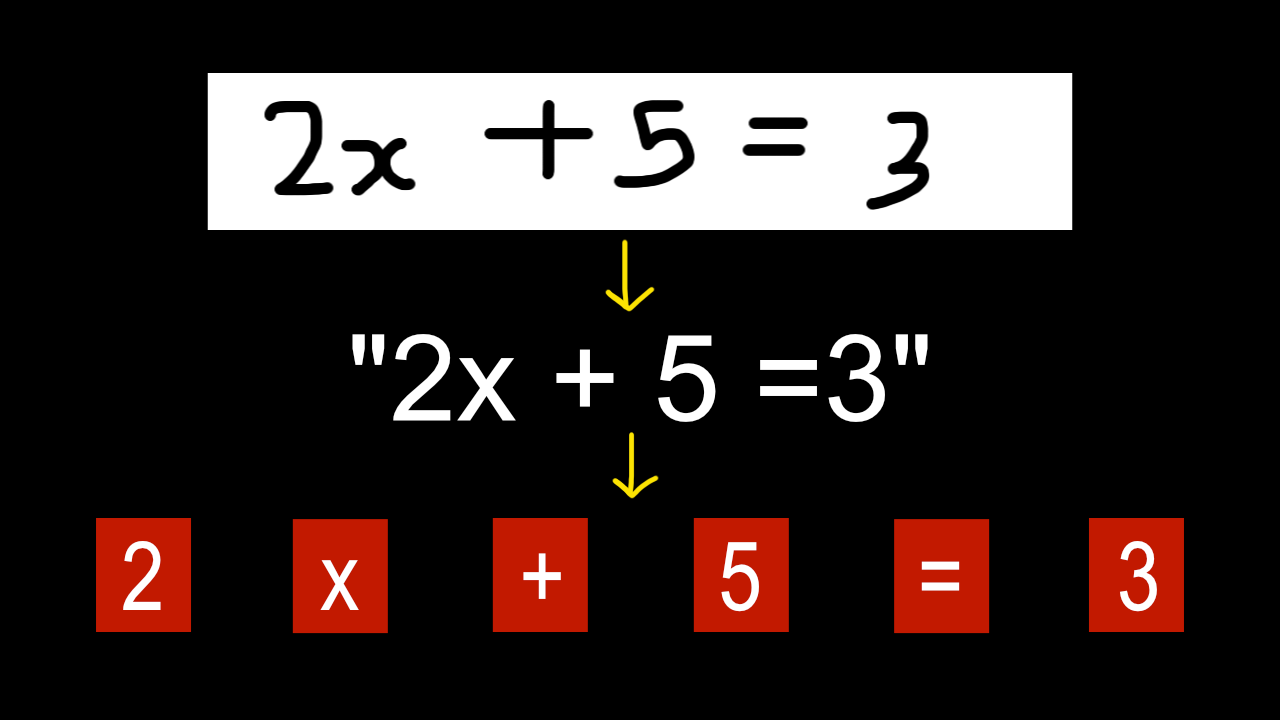 2x + 5 = 3
"2x + 5 =3"
2 x + 5 = 3